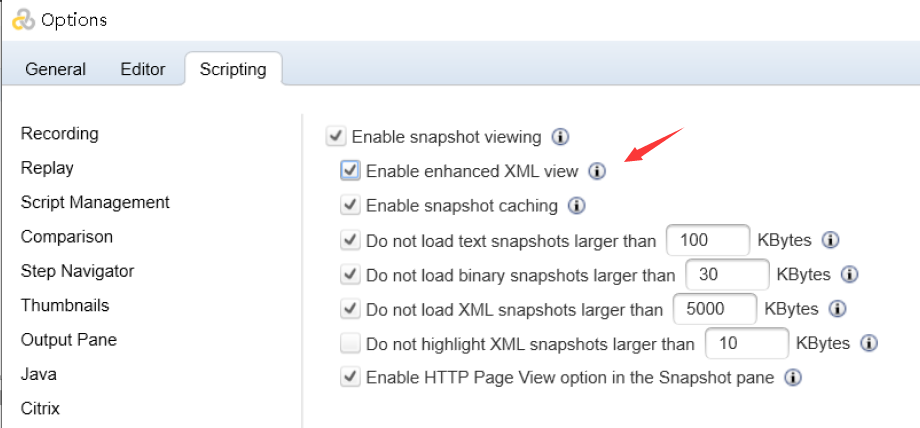 Options
General Editor Scripting
Recording
Replay
Script Management
Comparison
Step Navigator
Thumbnails
Output Pane
Java
Citrix
Enable snapshot viewing
Enable enhanced XML view
Enable snapshot caching
Do not load text snapshots larger than 100 KBytes
Do not load binary snapshots larger than 30 KBytes
Do not load XML snapshots larger than 5000 KBytes
Do not highlight XML snapshots larger than 10 KBytes
Enable HTTP Page View option in the Snapshot pane